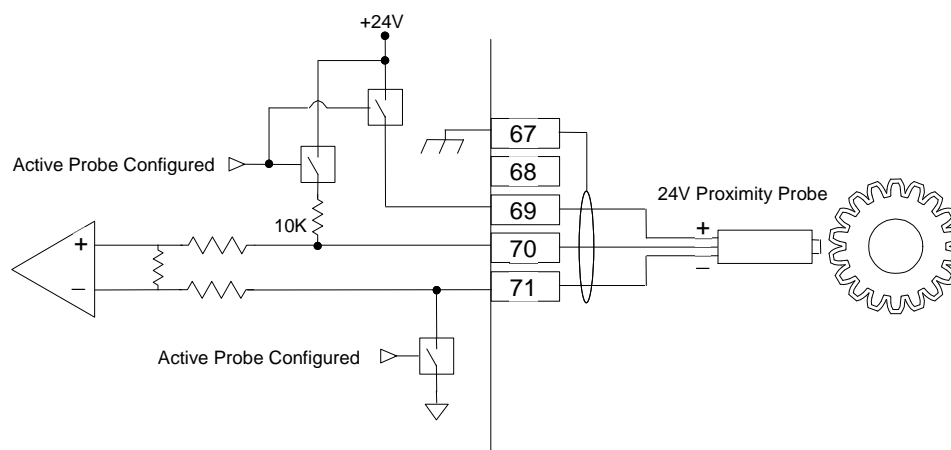 +24V
67
Active Probe Configured
68
24V Proximity Probe
69
10K
+
+
70
−
−
71
Active Probe Configured